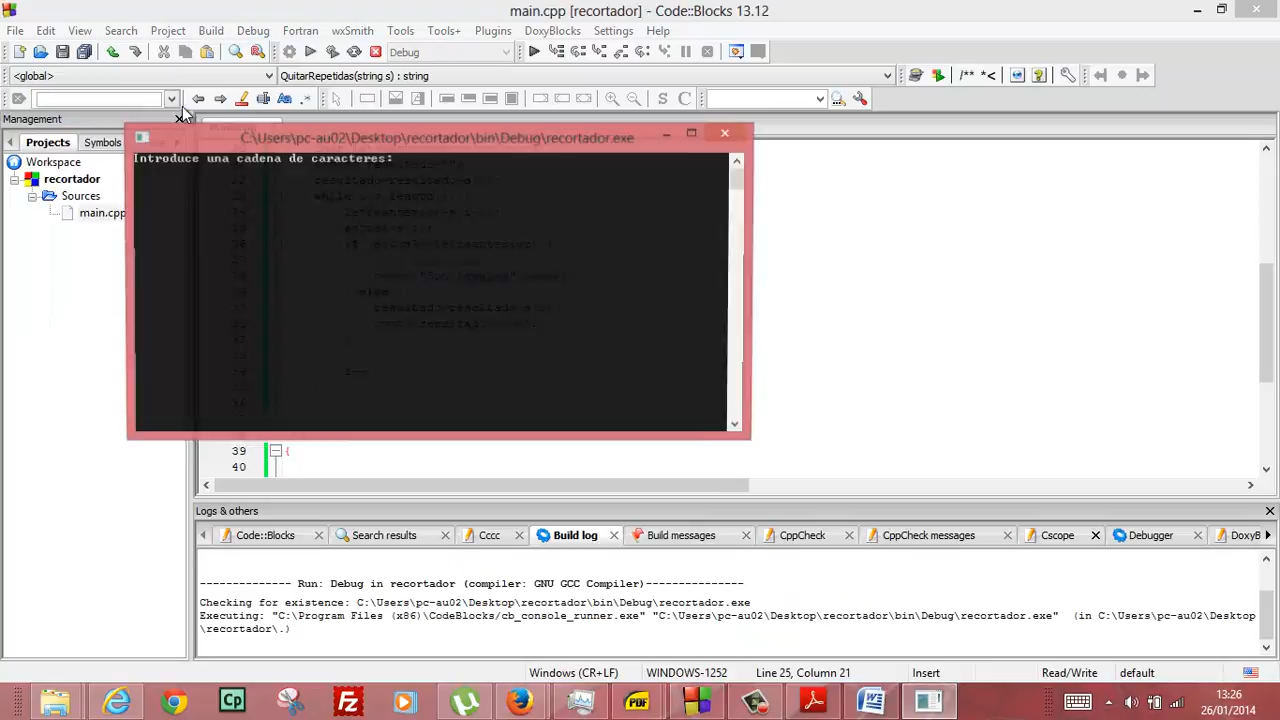 main.cpp [recortador] - Code::Blocks 13.12
File Edit View Search Project Build Debug Fortran wxSmith Tools Tools+ Plugins DoxyBlocks Settings Help
Debug
<global> QuitarRepetidas(string s) : string
/** *<
S C
Management
Projects Symbols
Workspace
recortador
Sources
main.cpp
C:\Users\pc-au02\Desktop\recortador\bin\Debug\recortador.exe
Introduce una cadena de caracteres:
39 {
40
Logs & others
Code::Blocks Search results Cccc Build log Build messages CppCheck CppCheck messages Cscope Debugger DoxyB
-------------- Run: Debug in recortador (compiler: GNU GCC Compiler)---------------
Checking for existence: C:\Users\pc-au02\Desktop\recortador\bin\Debug\recortador.exe
Executing: "C:\Program Files (x86)\CodeBlocks/cb_console_runner.exe" "C:\Users\pc-au02\Desktop\recortador\bin\Debug\recortador.exe"  (in C:\Users\pc-au02\Desktop
\recortador\.)
Windows (CR+LF) WINDOWS-1252 Line 25, Column 21 Insert Read/Write default
Cp FZ PDF W
13:26
26/01/2014